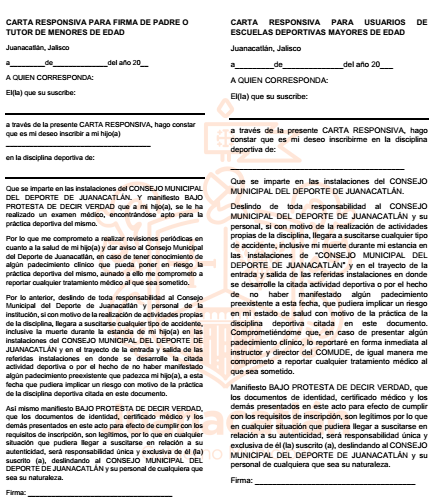 CARTA RESPONSIVA PARA FIRMA DE PADRE O
TUTOR DE MENORES DE EDAD
Juanacatlán, Jalisco
a_________de______________del año 20__
A QUIEN CORRESPONDA:
El(la) que su suscribe:
a través de la presente CARTA RESPONSIVA, hago constar
que es mi deseo inscribir a mi hijo(a)
en la disciplina deportiva de:
Que se imparte en las instalaciones del CONSEJO MUNICIPAL
DEL DEPORTE DE JUANACATLÁN. Y manifiesto BAJO
PROTESTA DE DECIR VERDAD que a mi hijo(a), se le ha
realizado un examen médico, encontrándose apto para la
práctica deportiva del mismo.
Por lo que me comprometo a realizar revisiones periódicas en
cuanto a la salud de mi hijo(a) y dar aviso al Consejo Municipal
del Deporte de Juanacatlán, en caso de tener conocimiento de
algún padecimiento clínico que pueda poner en riesgo la
práctica deportiva del mismo, aunado a ello me comprometo a
reportar cualquier tratamiento médico al que sea sometido.
Por lo anterior, deslindo de toda responsabilidad al Consejo
Municipal del Deporte de Juanacatlán y personal de la
institución, si con motivo de la realización de actividades propias
de la disciplina, llegara a suscitarse cualquier tipo de accidente,
inclusive la muerte durante la estancia de mi hijo(a) en las
instalaciones del CONSEJO MUNICIPAL DEL DEPORTE DE
JUANACATLÁN y en el trayecto de la entrada y salida de las
referidas instalaciones en donde se desarrolla la citada
actividad deportiva o por el hecho de no haber manifestado
algún padecimiento preexistente que padezca mi hijo(a), a esta
fecha que pudiera implicar un riesgo con motivo de la práctica
de la disciplina deportiva citada en este documento.
Así mismo manifiesto BAJO PROTESTA DE DECIR VERDAD,
que los documentos de identidad, certificado médico y los
demás presentados en este acto para efecto de cumplir con los
requisitos de inscripción, son legítimos, por lo que en cualquier
situación que pudiera llegar a suscitarse en relación a su
autenticidad, será responsabilidad única y exclusiva de él (la)
suscrito (a), deslindando al CONSEJO MUNICIPAL DEL
DEPORTE DE JUANACATLÁN y su personal de cualquiera que
sea su naturaleza.
Firma: ______________________________
CARTA RESPONSIVA PARA USUARIOS DE
ESCUELAS DEPORTIVAS MAYORES DE EDAD
Juanacatlán, Jalisco
a_________de______________del año 20___
A QUIEN CORRESPONDA:
El(la) que su suscribe:
a través de la presente CARTA RESPONSIVA, hago
constar que es mi deseo inscribirme en la disciplina
deportiva de:
Que se imparte en las instalaciones del CONSEJO
MUNICIPAL DEL DEPORTE DE JUANACATLÁN.
Deslindo de toda responsabilidad al CONSEJO
MUNICIPAL DEL DEPORTE DE JUANACATLÁN y su
personal, si con motivo de la realización de actividades
propias de la disciplina, llegara a suscitarse cualquier tipo
de accidente, inclusive mi muerte durante mi estancia en
las instalaciones de "CONSEJO MUNICIPAL DEL
DEPORTE DE JUANACATLÁN" y en el trayecto de la
entrada y salida de las referidas instalaciones en donde
se desarrolle la citada actividad deportiva o por el hecho
de no haber manifestado algún padecimiento
preexistente a esta fecha, que pudiera implicar un riesgo
en mi estado de salud con motivo de la práctica de la
disciplina deportiva citada en este documento.
Comprometiéndome que, en caso de presentar algún
padecimiento clínico, lo reportaré en forma inmediata al
instructor y director del COMUDE, de igual manera me
comprometo a reportar cualquier tratamiento médico al
que sea sometido.
Manifiesto BAJO PROTESTA DE DECIR VERDAD, que
los documentos de identidad, certificado médico y los
demás presentados en este acto para efecto de cumplir
con los requisitos de inscripción, son legítimos por lo que
en cualquier situación que pudiera llegar a suscitarse en
relación a su autenticidad, será responsabilidad única y
exclusiva de él (la) suscrito (a), deslindando al CONSEJO
MUNICIPAL DEL DEPORTE DE JUANACATLÁN y su
personal de cualquiera que sea su naturaleza.
Firma: ______________________________